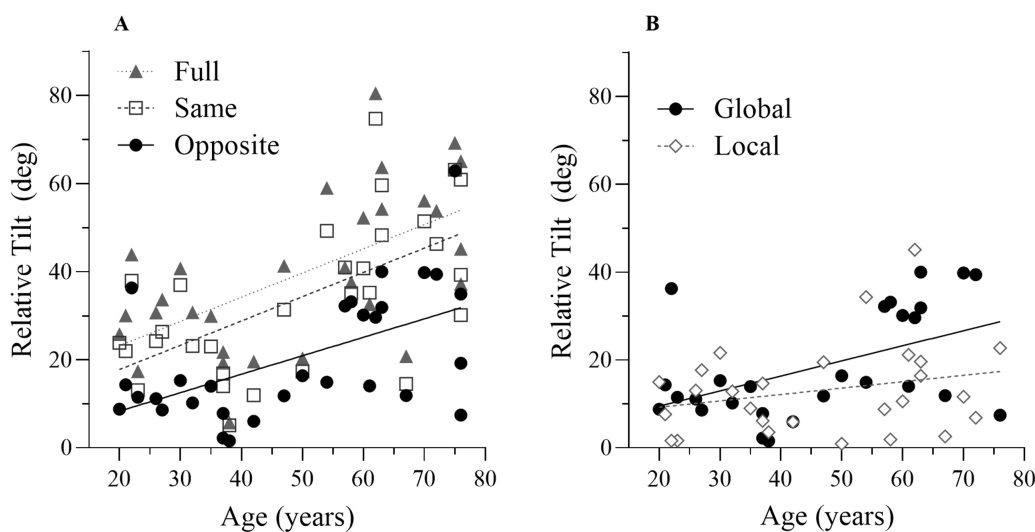 A
Full
Same
Opposite
Relative Tilt (deg)
80
60
40
20
0
20 30 40 50 60 70 80
Age (years)
B
Global
Local
Relative Tilt (deg)
80
60
40
20
0
20 30 40 50 60 70 80
Age (years)